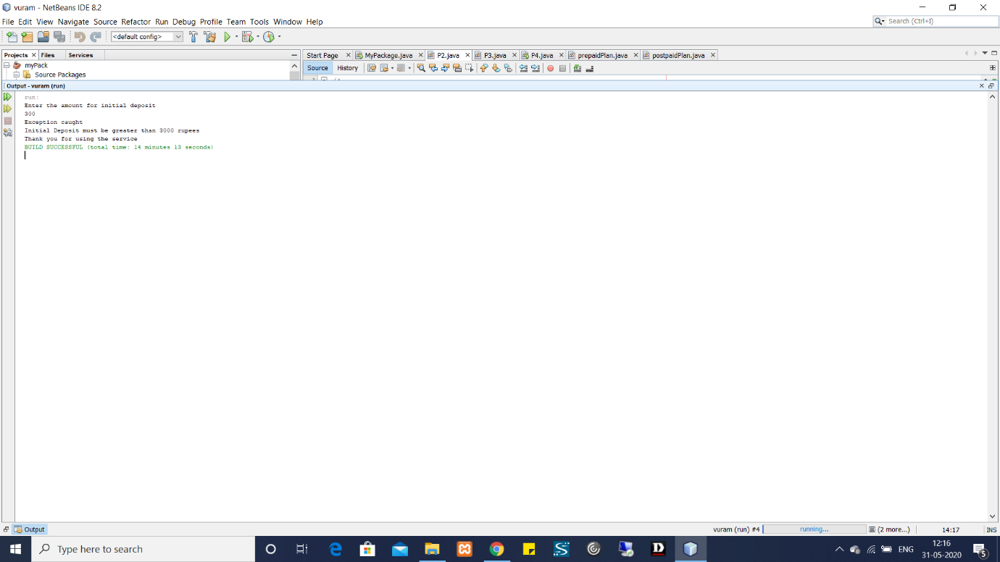 vuram - NetBeans IDE 8.2
File Edit View Navigate Source Refactor Run Debug Profile Team Tools Window Help
Search (Ctrl+I)
<default config>
Projects Files Services
Start Page MyPackage.java P2.java P3.java P4.java prepaidPlan.java postpaidPlan.java
myPack
Source Packages
Source History
1 /*
Output - vuram (run)
run:
Enter the amount for initial deposit
300
Exception caught
Initial Deposit must be greater than 3000 rupees
Thank you for using the service
BUILD SUCCESSFUL (total time: 14 minutes 13 seconds)
Output
vuram (run) #4 running... (2 more...) 14:17 INS
Type here to search
ENG
12:16
31-05-2020
5